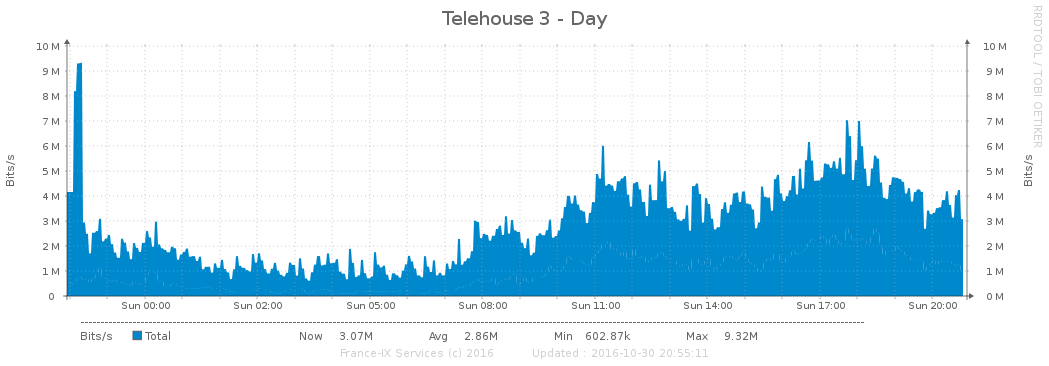 Telehouse 3 - Day
RRDTOOL / TOBI OETIKER
Bits/s
10 M 10 M
9 M 9 M
8 M 8 M
7 M 7 M
6 M 6 M
5 M 5 M
4 M 4 M
3 M 3 M
2 M 2 M
1 M 1 M
0 0 M
Bits/s
Sun 00:00 Sun 02:00 Sun 05:00 Sun 08:00 Sun 11:00 Sun 14:00 Sun 17:00 Sun 20:00
Bits/s Total Now 3.07M Avg 2.86M Min 602.87k Max 9.32M
France-IX Services (c) 2016 Updated : 2016-10-30 20:55:11